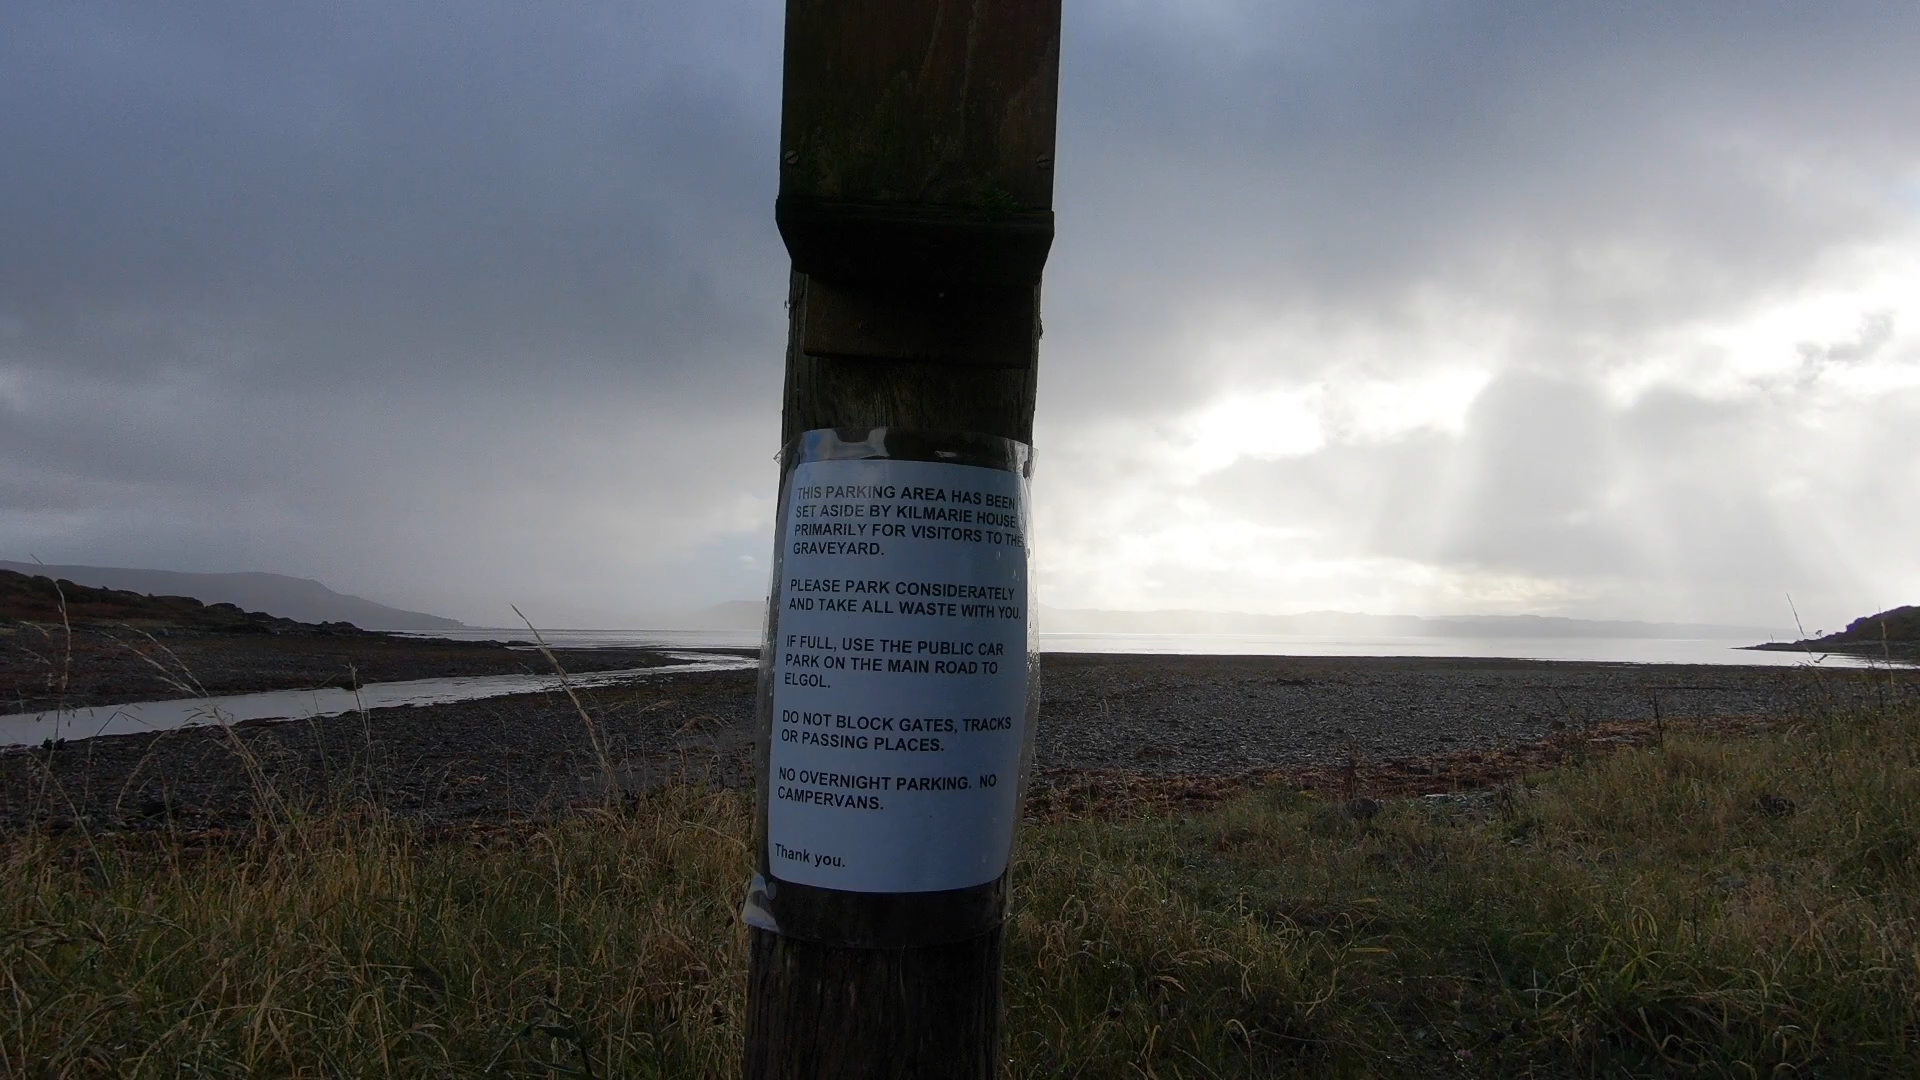 THIS PARKING AREA HAS BEEN
SET ASIDE BY KILMARIE HOUSE
PRIMARILY FOR VISITORS TO THE
GRAVEYARD.
PLEASE PARK CONSIDERATELY
AND TAKE ALL WASTE WITH YOU.
IF FULL, USE THE PUBLIC CAR
PARK ON THE MAIN ROAD TO
ELGOL.
DO NOT BLOCK GATES, TRACKS
OR PASSING PLACES.
NO OVERNIGHT PARKING. NO
CAMPERVANS.
Thank you.